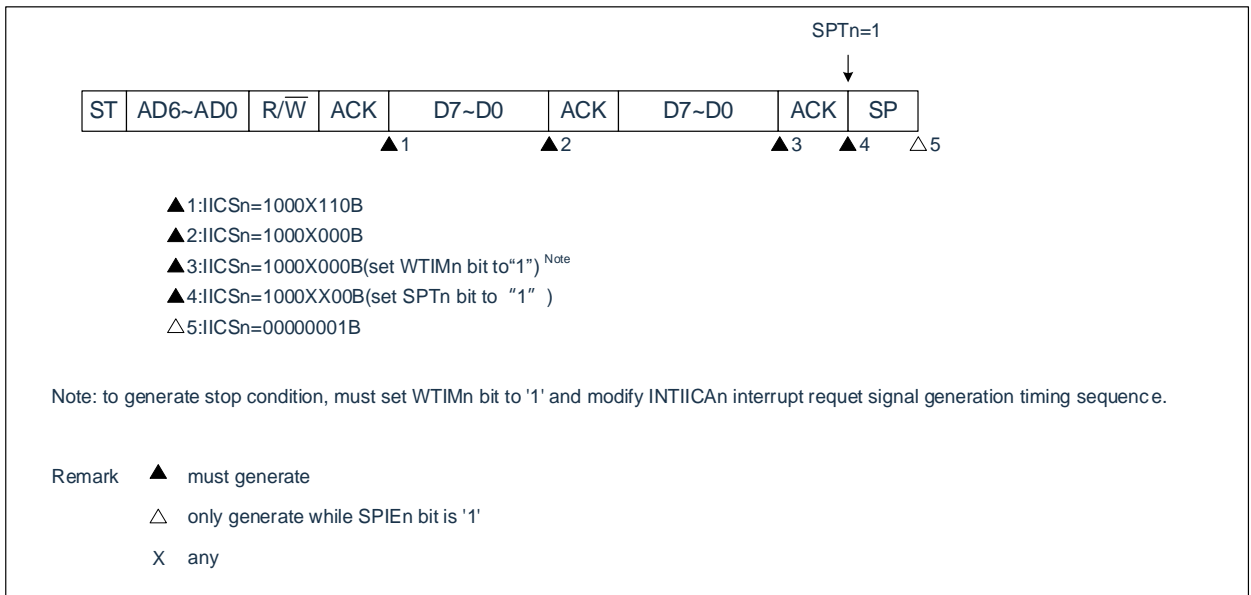 SPTn=1
ST AD6~AD0 R/W̅ ACK D7~D0 ACK D7~D0 ACK SP
▲1 ▲2 ▲3 ▲4 △5
▲1:IICSn=1000X110B
▲2:IICSn=1000X000B
▲3:IICSn=1000X000B(set WTIMn bit to“1”) Note
▲4:IICSn=1000XX00B(set SPTn bit to “1” )
△5:IICSn=00000001B
Note: to generate stop condition, must set WTIMn bit to '1' and modify INTIICAn interrupt requet signal generation timing sequence.
Remark ▲ must generate
△ only generate while SPIEn bit is '1'
X any